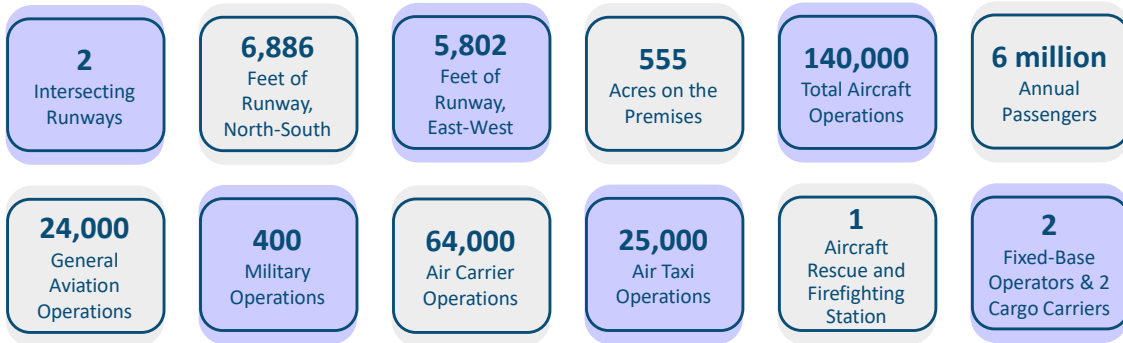 2
Intersecting
Runways
6,886
Feet of
Runway,
North-South
5,802
Feet of
Runway,
East-West
555
Acres on the
Premises
140,000
Total Aircraft
Operations
6 million
Annual
Passengers
24,000
General
Aviation
Operations
400
Military
Operations
64,000
Air Carrier
Operations
25,000
Air Taxi
Operations
1
Aircraft
Rescue and
Firefighting
Station
2
Fixed-Base
Operators & 2
Cargo Carriers